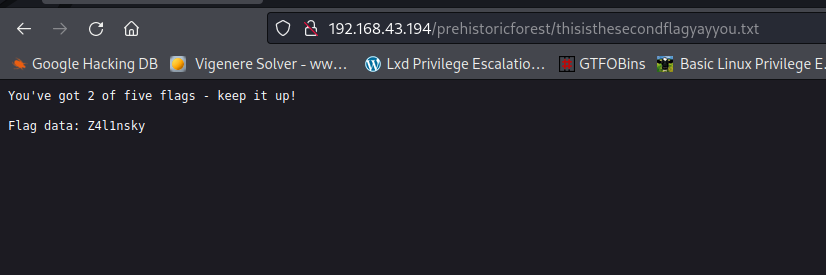 192.168.43.194/prehistoricforest/thisisthesecondflagyayyou.txt
Google Hacking DB Vigenere Solver - ww… Lxd Privilege Escalatio… GTFOBins Basic Linux Privilege E.
You've got 2 of five flags - keep it up!
Flag data: Z4l1nsky